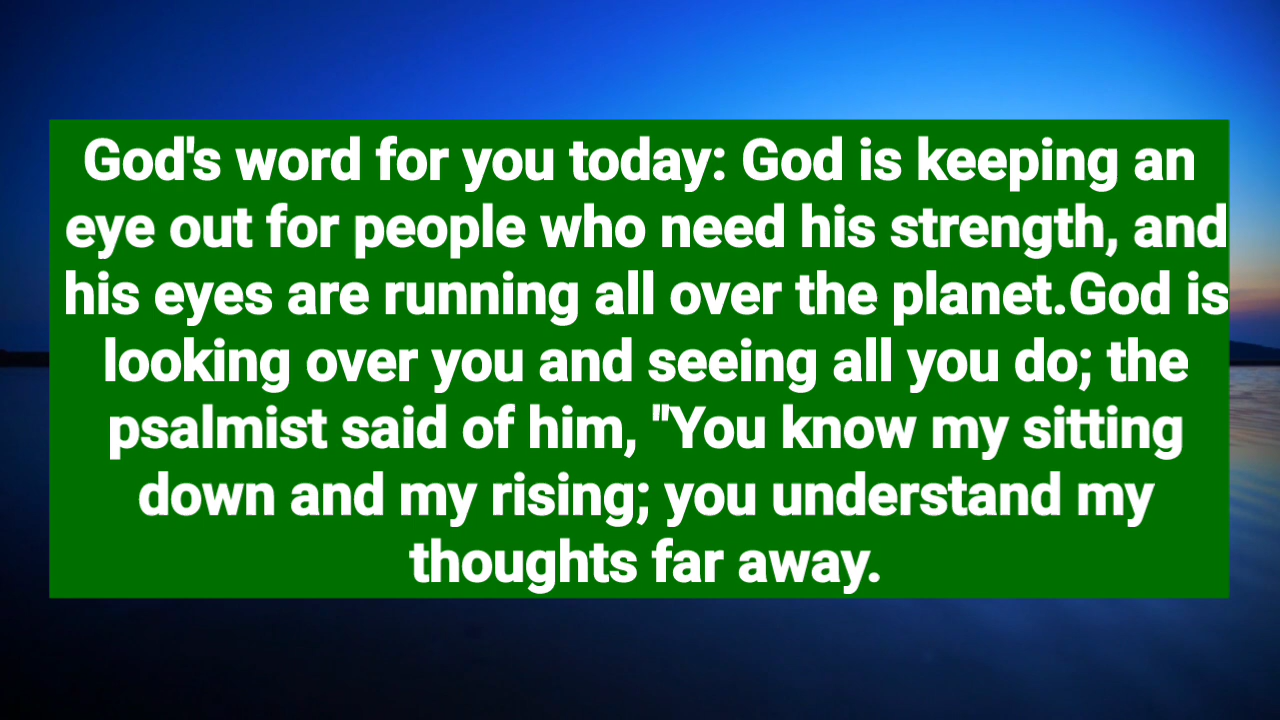 God's word for you today: God is keeping an
eye out for people who need his strength, and
his eyes are running all over the planet.God is
looking over you and seeing all you do; the
psalmist said of him, "You know my sitting
down and my rising; you understand my
thoughts far away.